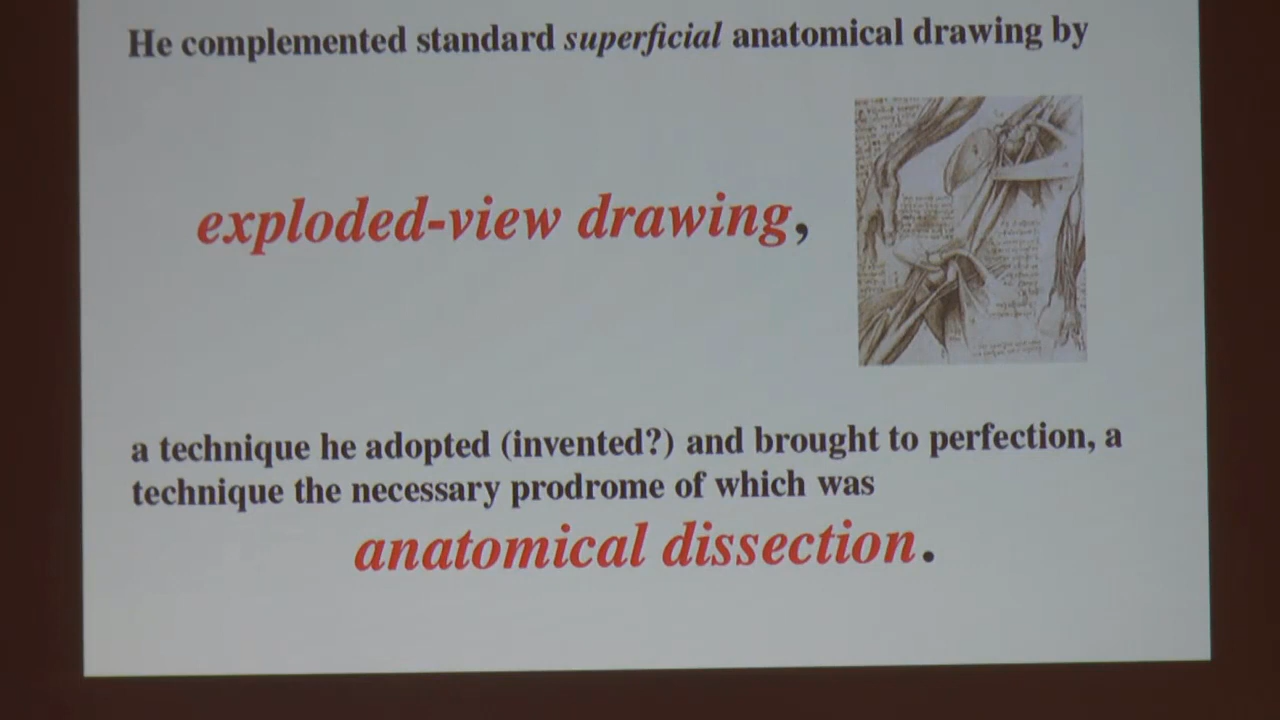 He complemented standard superficial anatomical drawing by
exploded-view drawing,
a technique he adopted (invented?) and brought to perfection, a
technique the necessary prodrome of which was
anatomical dissection.